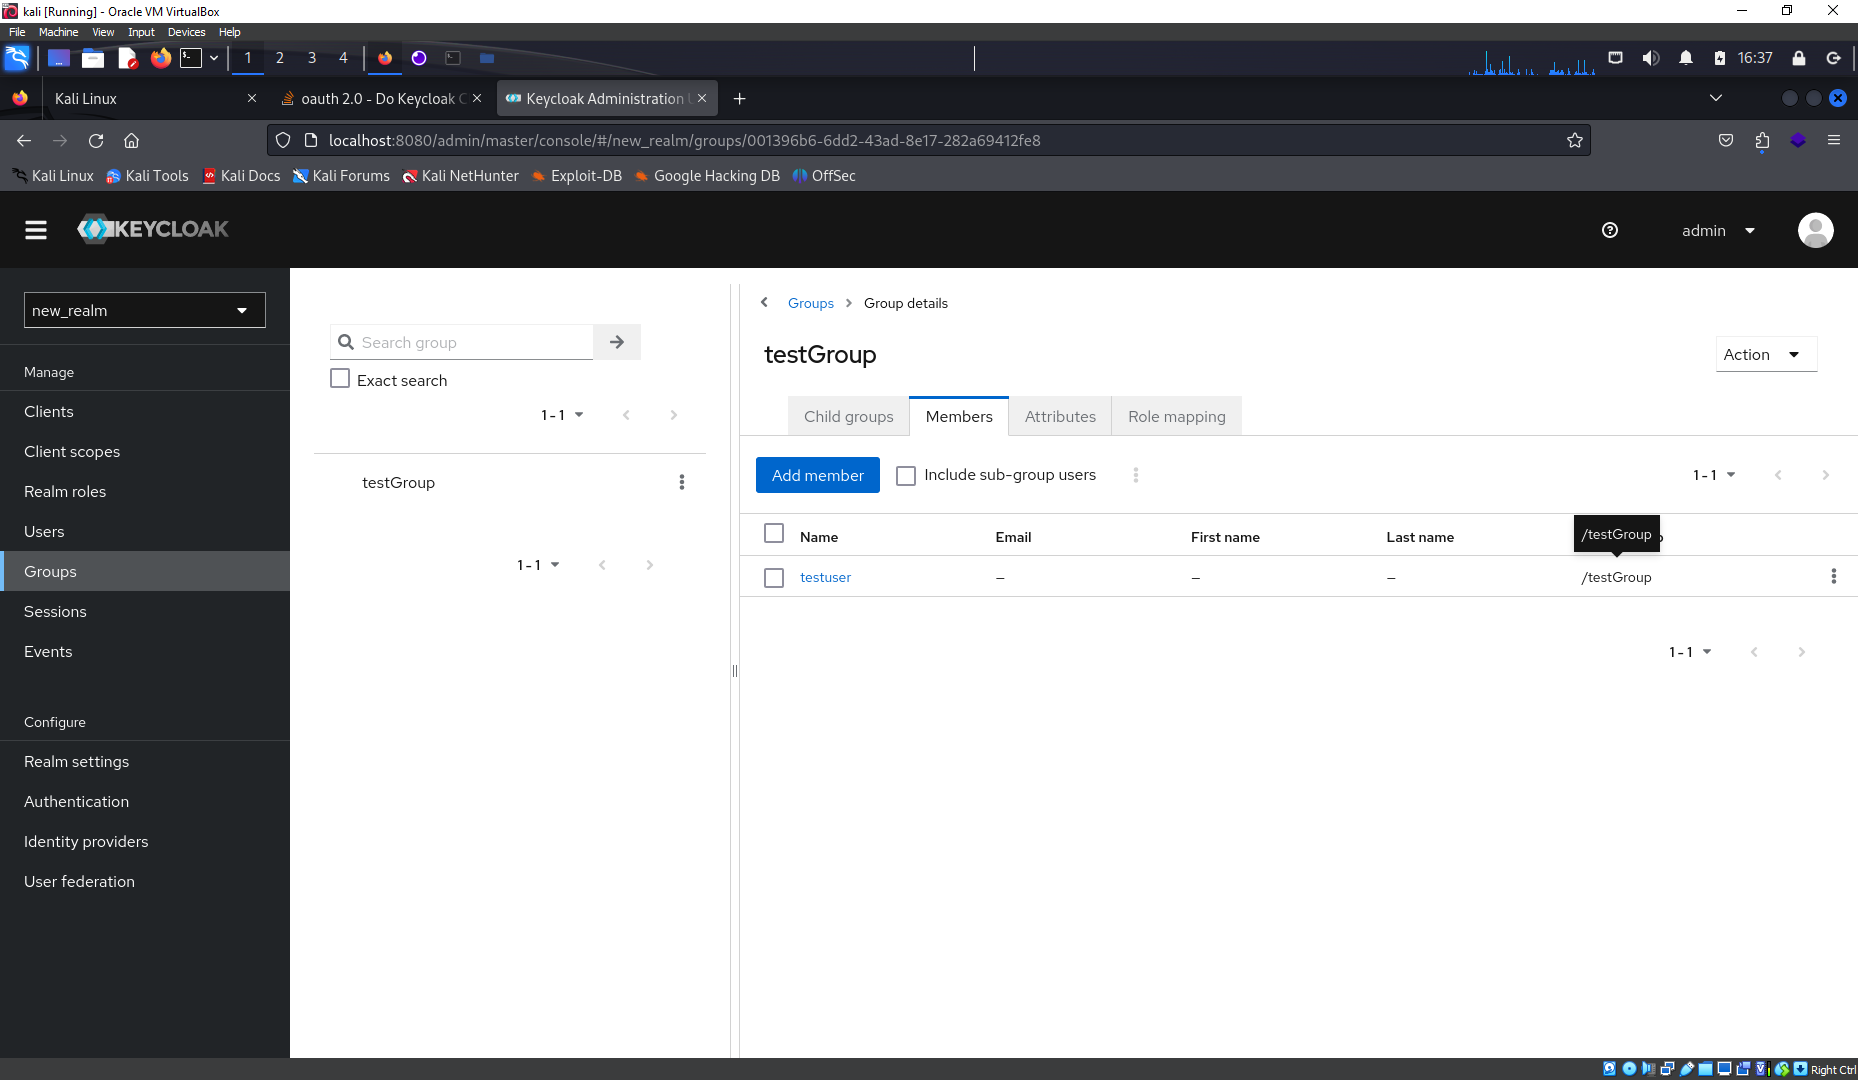 kali [Running] - Oracle VM VirtualBox
File Machine View Input Devices Help
1 2 3 4 16:37
Kali Linux oauth 2.0 - Do Keycloak Keycloak Administration
localhost:8080/admin/master/console/#/new_realm/groups/001396b6-6dd2-43ad-8e17-282a69412fe8
Kali Linux Kali Tools Kali Docs Kali Forums Kali NetHunter Exploit-DB Google Hacking DB OffSec
KEYCLOAK admin
new_realm
Manage
Clients
Client scopes
Realm roles
Users
Groups
Sessions
Events
Configure
Realm settings
Authentication
Identity providers
User federation
Search group
Exact search
1 - 1
testGroup
1 - 1
Groups Group details
testGroup
Action
Child groups Members Attributes Role mapping
Add member Include sub-group users 1 - 1
/testGroup
Name Email First name Last name
testuser – – – /testGroup
1 - 1
Right Ctrl